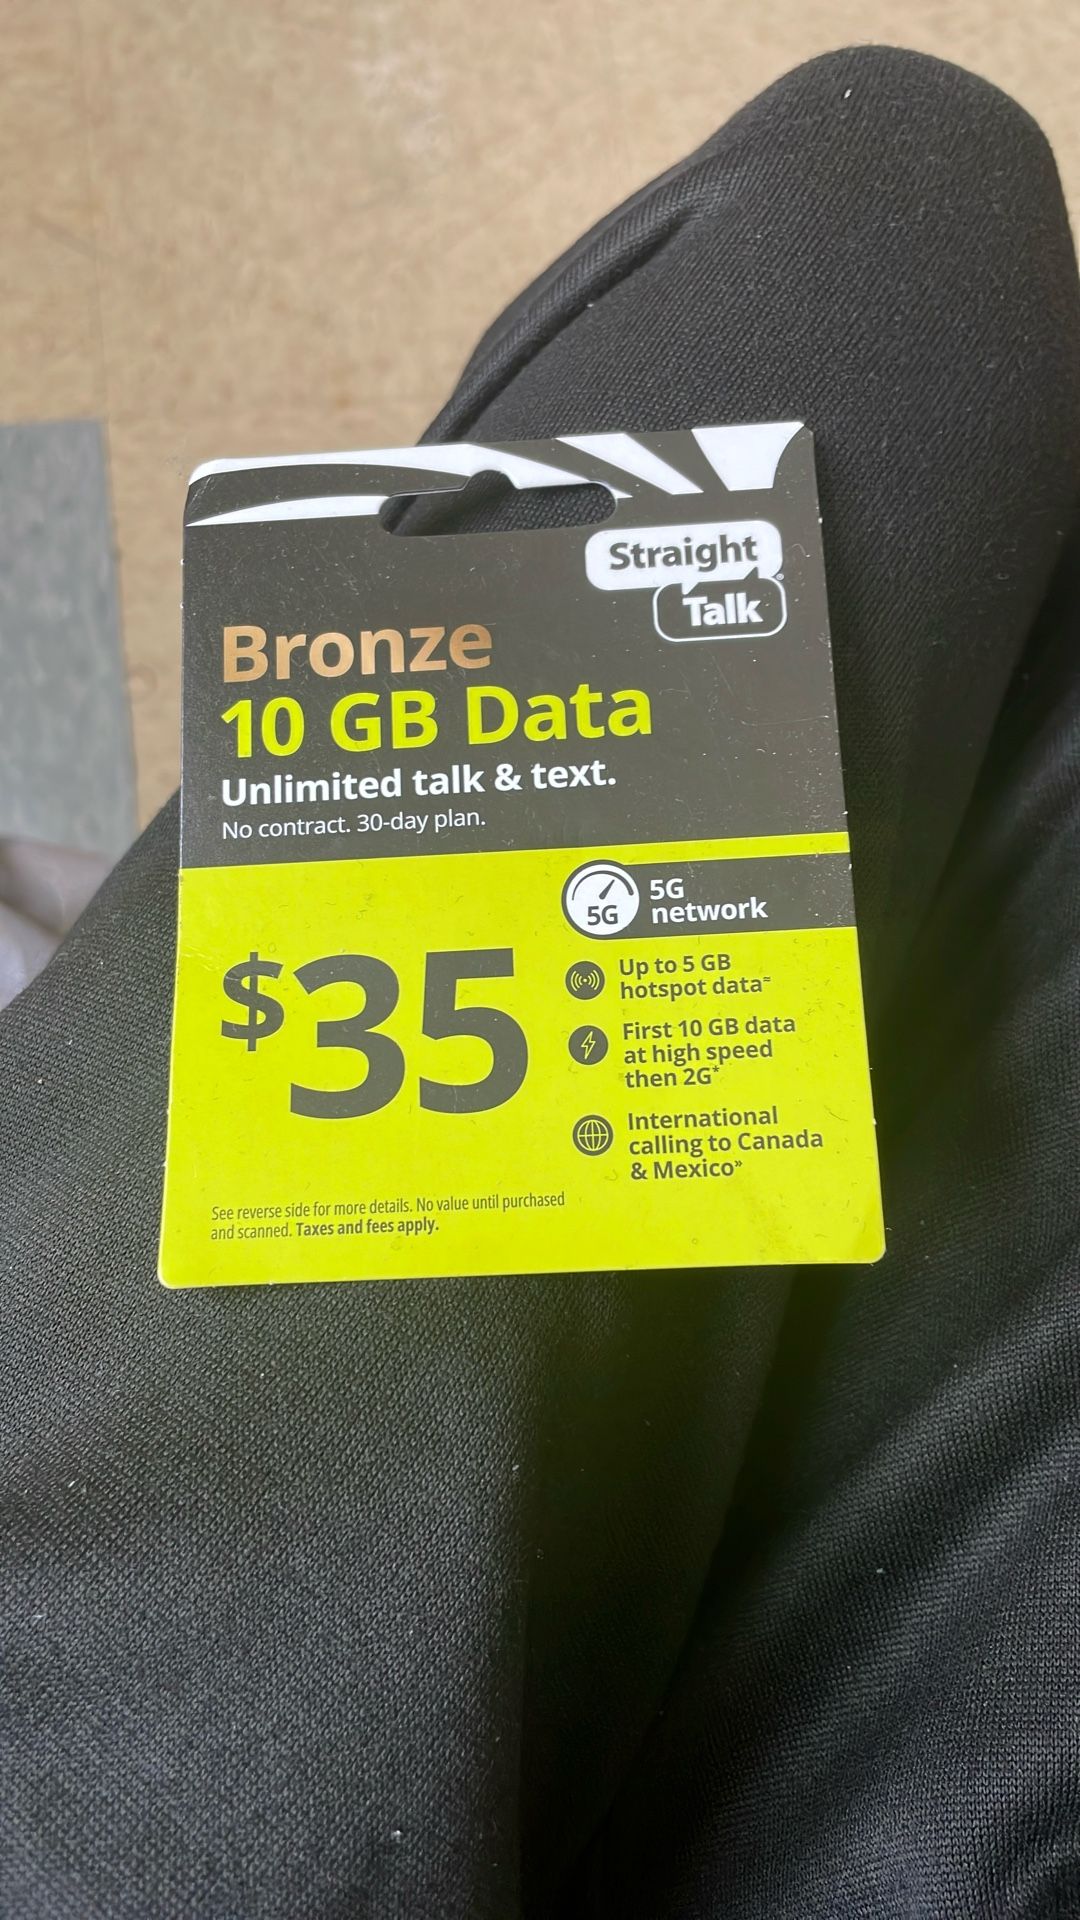 Straight
Talk®
Bronze
10 GB Data
Unlimited talk & text.
No contract. 30-day plan.
5G
5G
network
$35
Up to 5 GB
hotspot data≈
First 10 GB data
at high speed
then 2G*
International
calling to Canada
& Mexico»
See reverse side for more details. No value until purchased
and scanned. Taxes and fees apply.